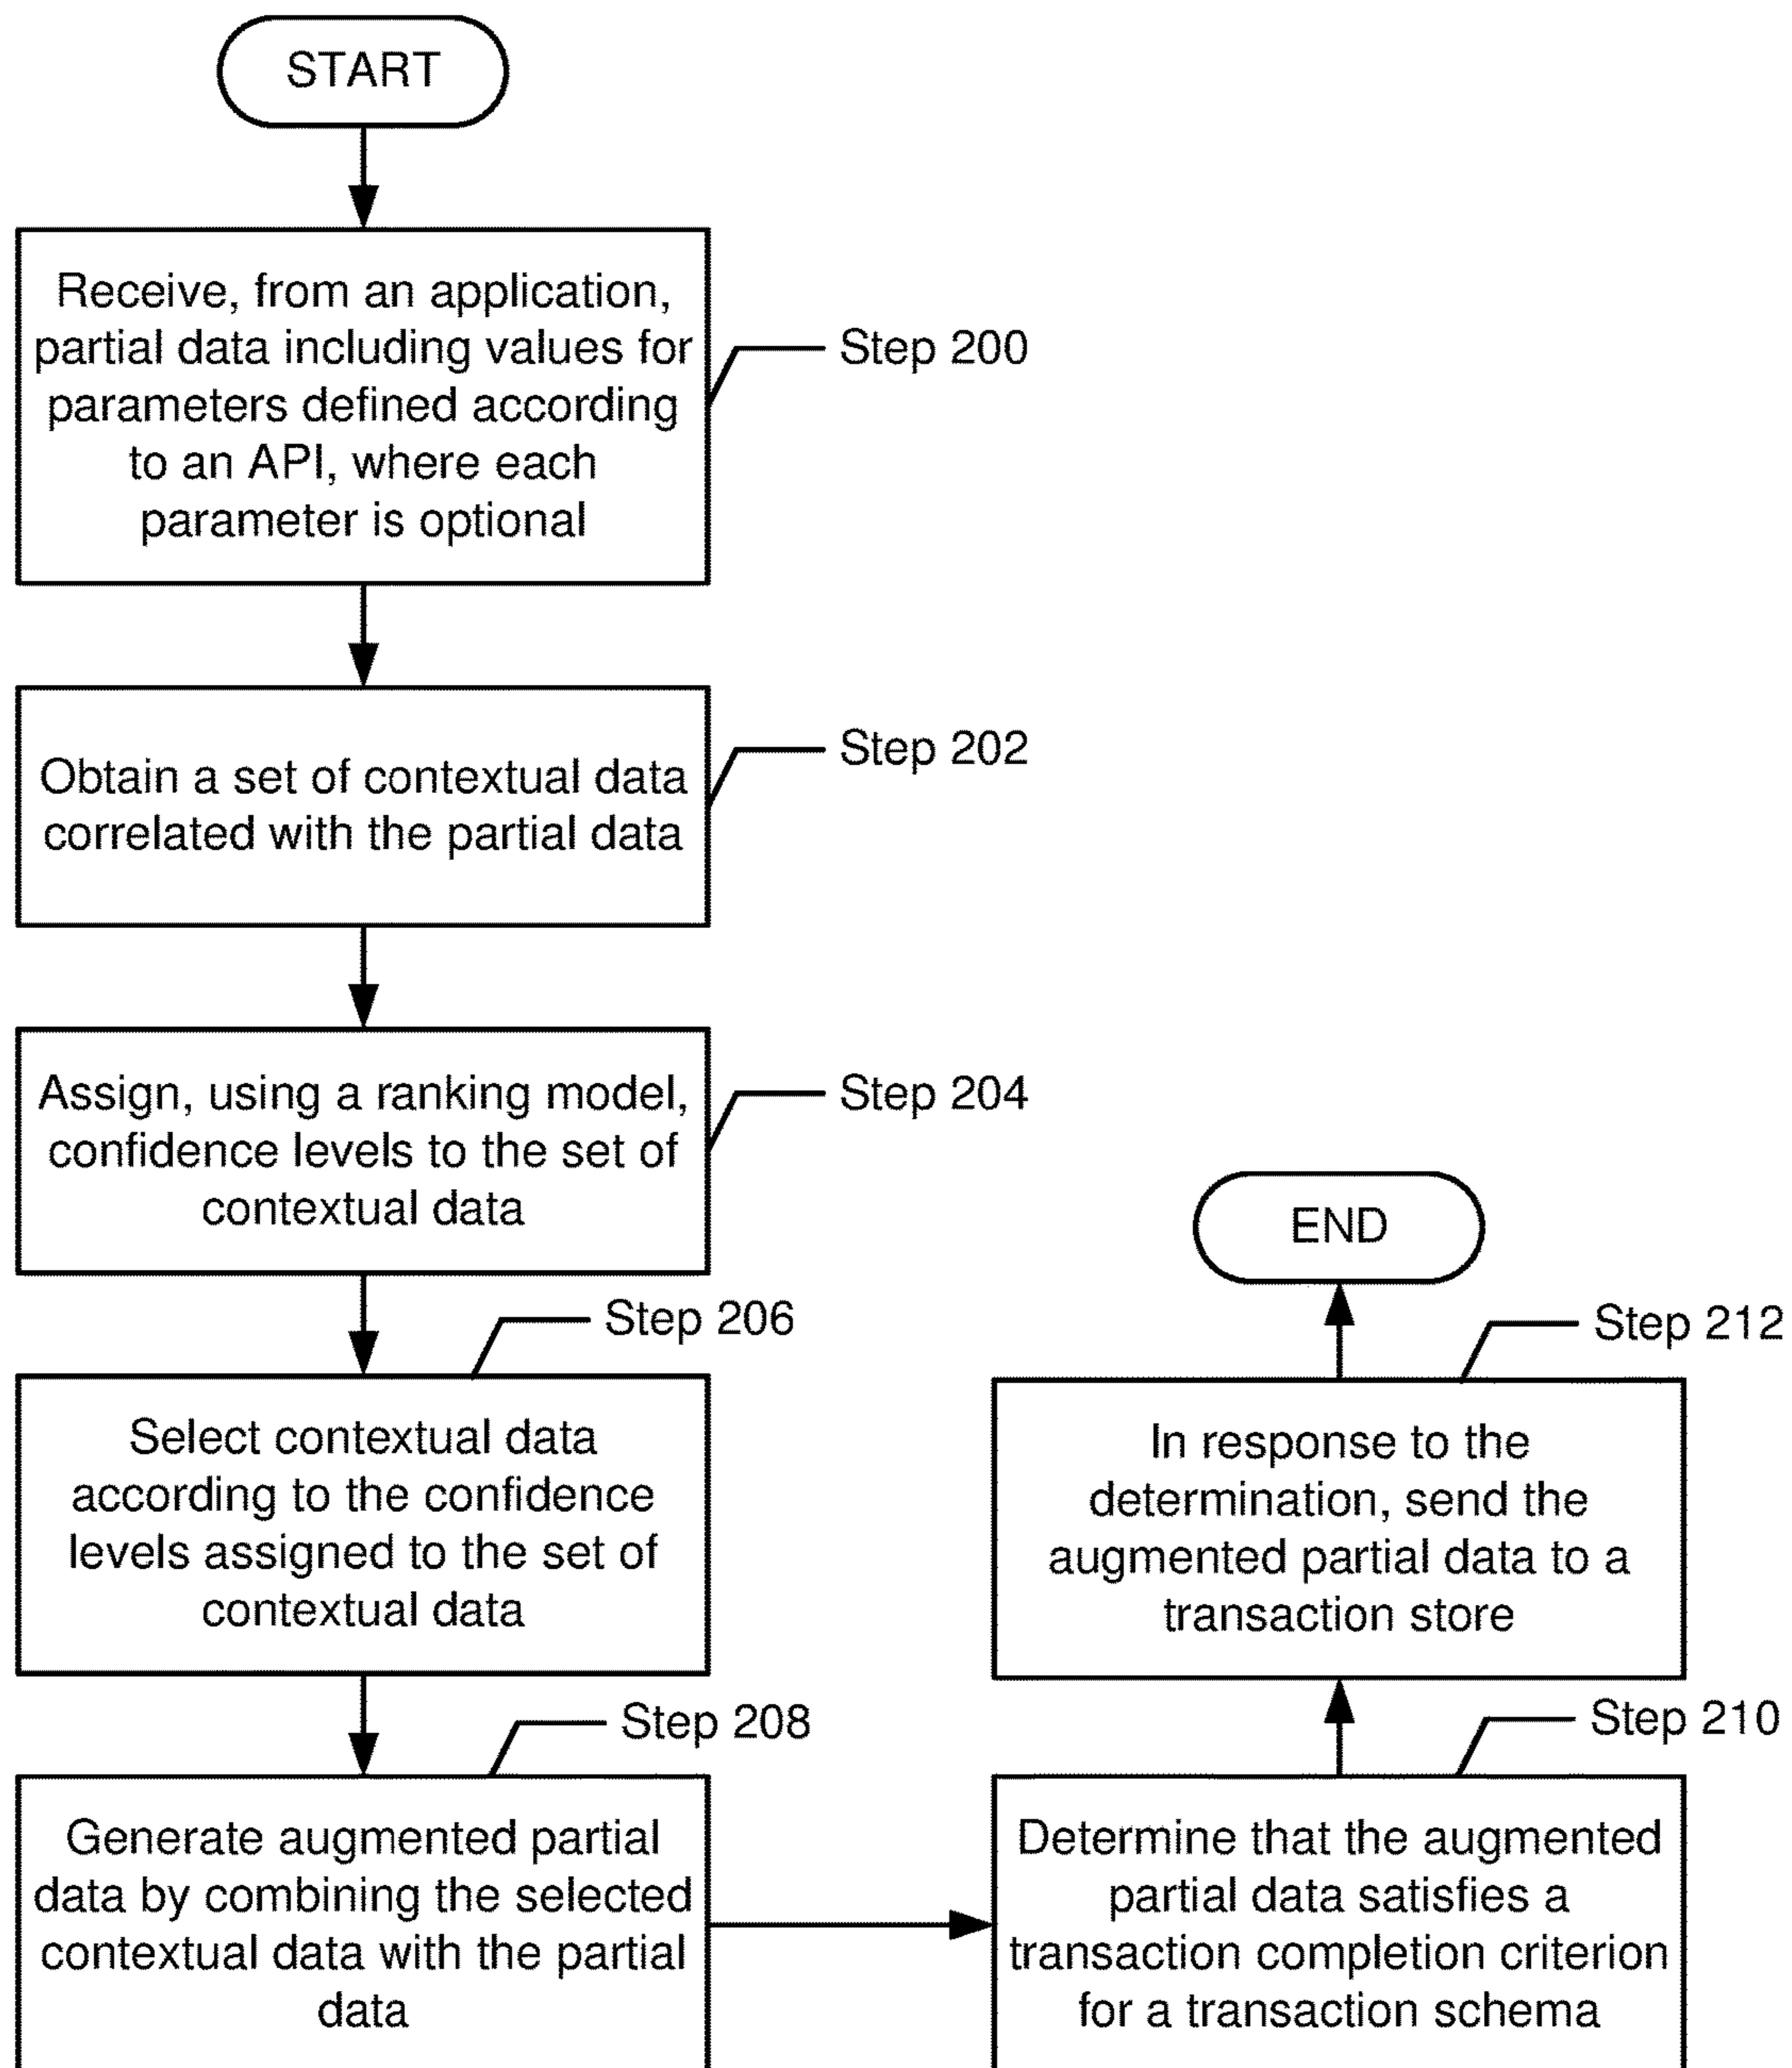 START
Receive, from an application,
partial data including values for
parameters defined according
to an API, where each
parameter is optional
Step 200
Obtain a set of contextual data
correlated with the partial data
Step 202
Assign, using a ranking model,
confidence levels to the set of
contextual data
Step 204
Step 206
Select contextual data
according to the confidence
levels assigned to the set of
contextual data
Step 208
Generate augmented partial
data by combining the selected
contextual data with the partial
data
Step 210
Determine that the augmented
partial data satisfies a
transaction completion criterion
for a transaction schema
Step 212
In response to the
determination, send the
augmented partial data to a
transaction store
END